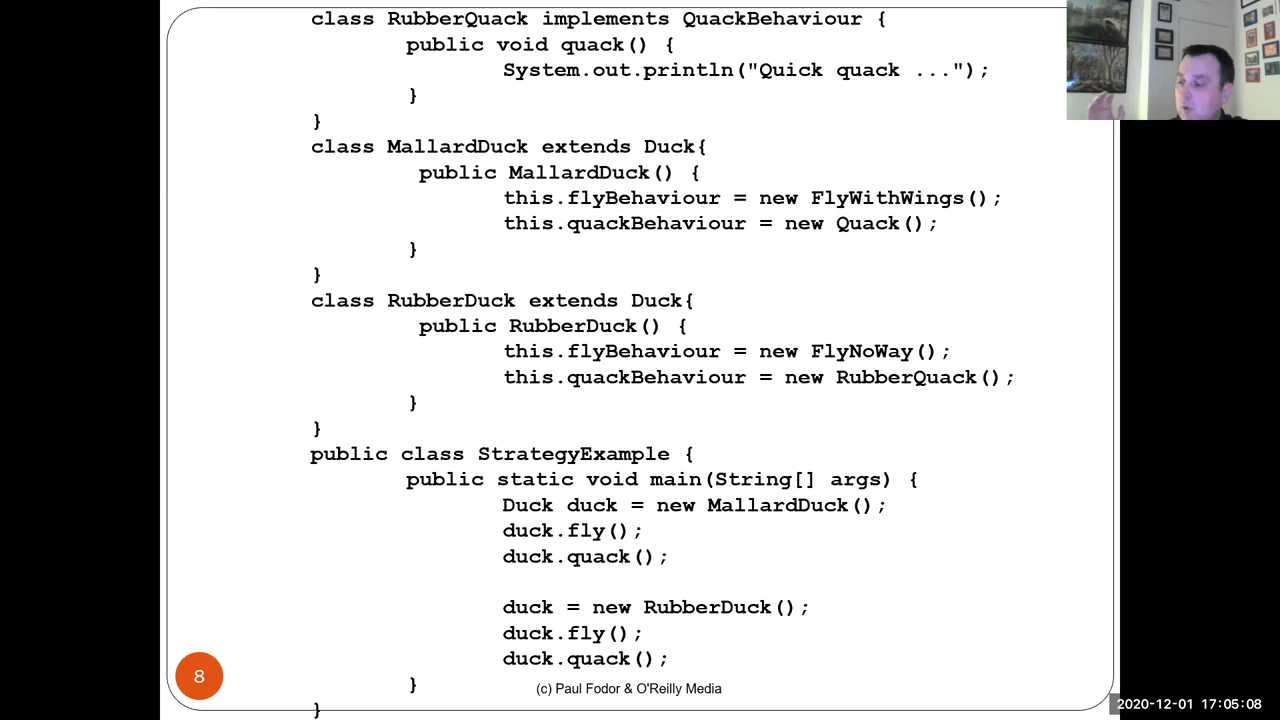 class RubberQuack implements QuackBehaviour {
public void quack() {
System.out.println("Quick quack ...");
}
}
class MallardDuck extends Duck{
public MallardDuck() {
this.flyBehaviour = new FlyWithWings();
this.quackBehaviour = new Quack();
}
}
class RubberDuck extends Duck{
public RubberDuck() {
this.flyBehaviour = new FlyNoWay();
this.quackBehaviour = new RubberQuack();
}
}
public class StrategyExample {
public static void main(String[] args) {
Duck duck = new MallardDuck();
duck.fly();
duck.quack();
duck = new RubberDuck();
duck.fly();
duck.quack();
}
}
8
(c) Paul Fodor & O'Reilly Media
2020-12-01 17:05:08